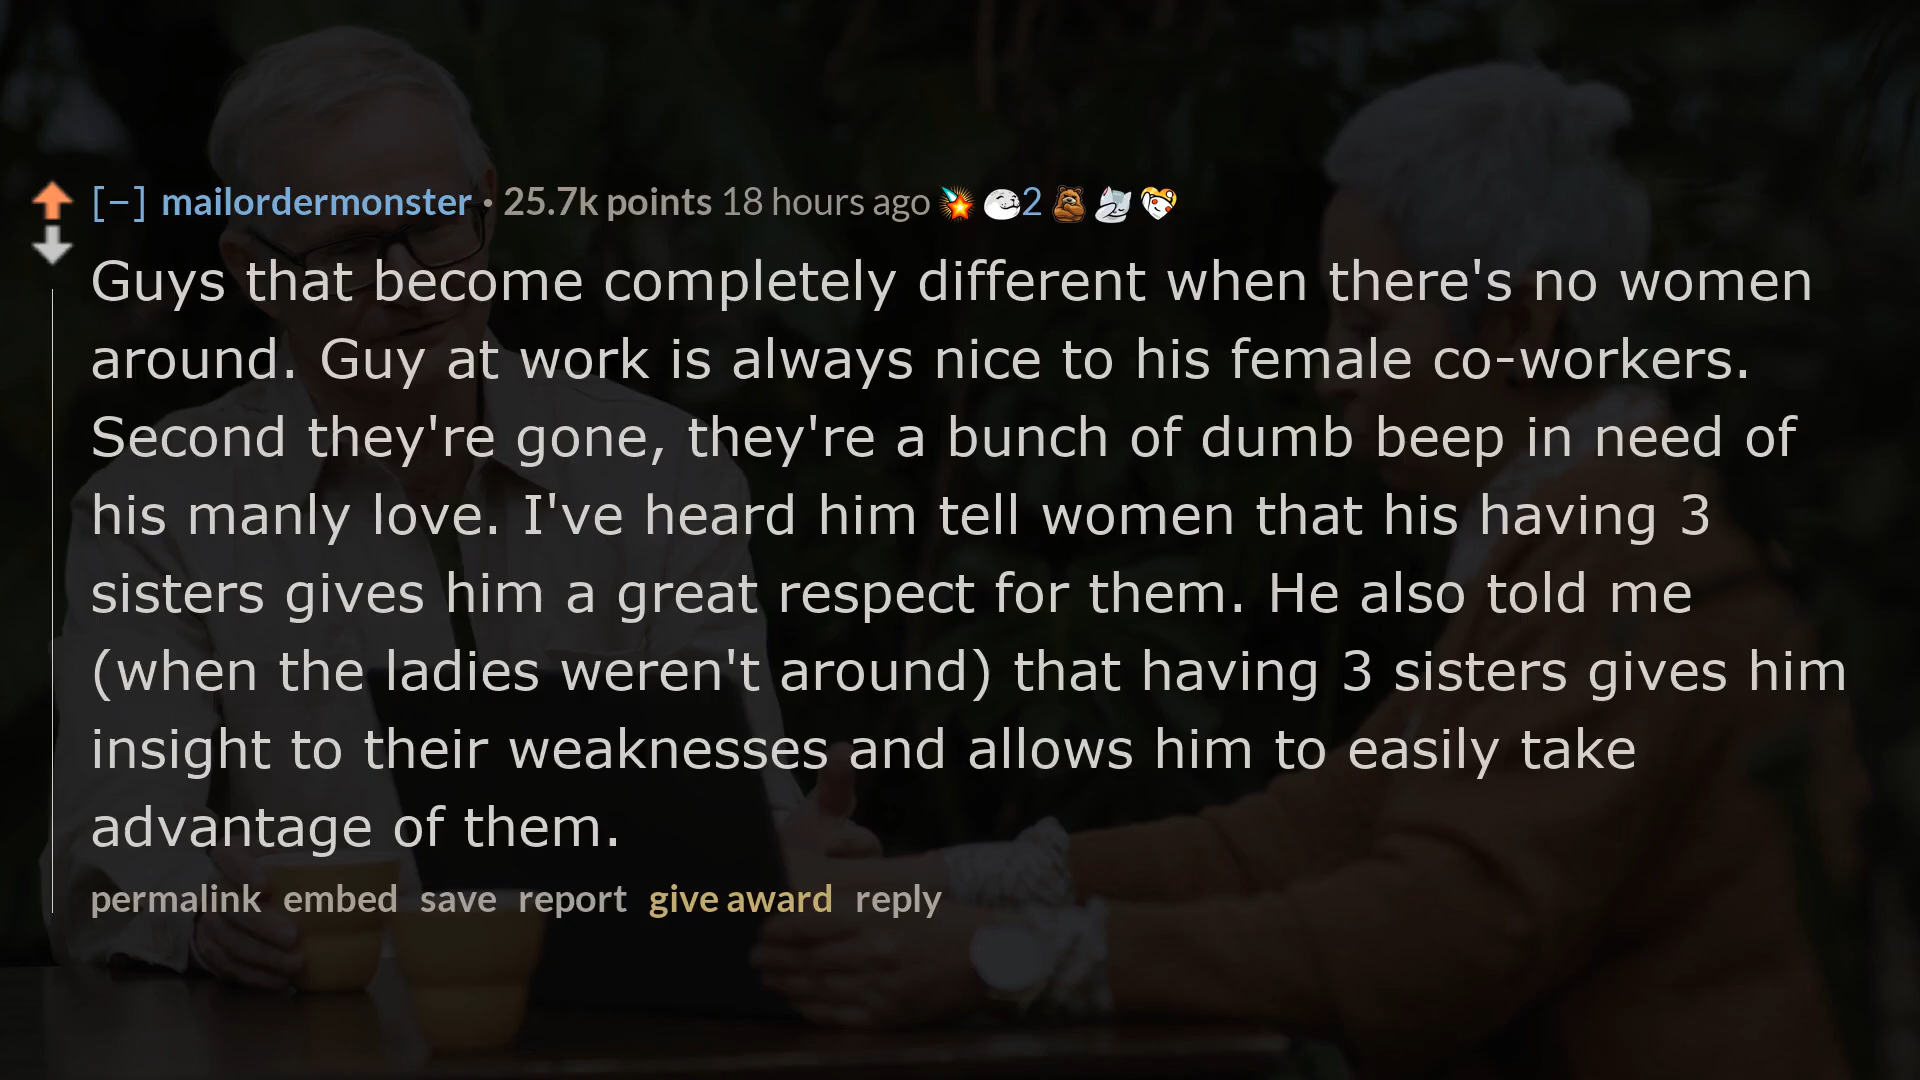 [–] mailordermonster · 25.7k points 18 hours ago 2
Guys that become completely different when there's no women
around. Guy at work is always nice to his female co-workers.
Second they're gone, they're a bunch of dumb beep in need of
his manly love. I've heard him tell women that his having 3
sisters gives him a great respect for them. He also told me
(when the ladies weren't around) that having 3 sisters gives him
insight to their weaknesses and allows him to easily take
advantage of them.
permalink embed save report give award reply